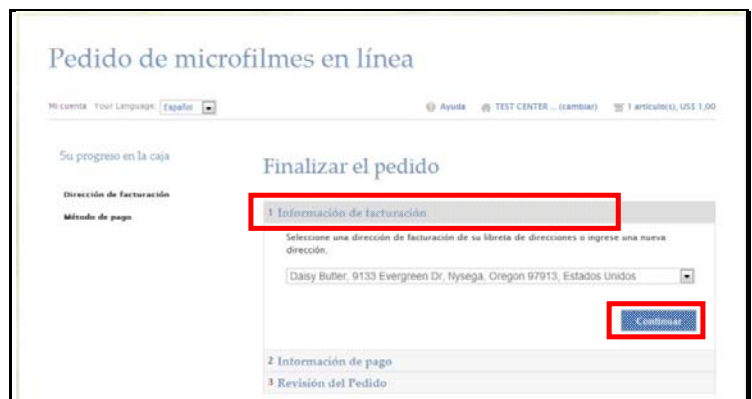 Pedido de microfilmes en línea
Mi cuenta Your Language: Español
Ayuda TEST CENTER ... (cambiar) 1 artículo(s), US$ 1,00
Su progreso en la caja
Dirección de facturación
Método de pago
Finalizar el pedido
1 Información de facturación
Seleccione una dirección de facturación de su libreta de direcciones o ingrese una nueva
dirección.
Daisy Butler, 9133 Evergreen Dr, Nysega, Oregon 97913, Estados Unidos
Continuar
2 Información de pago
3 Revisión del Pedido